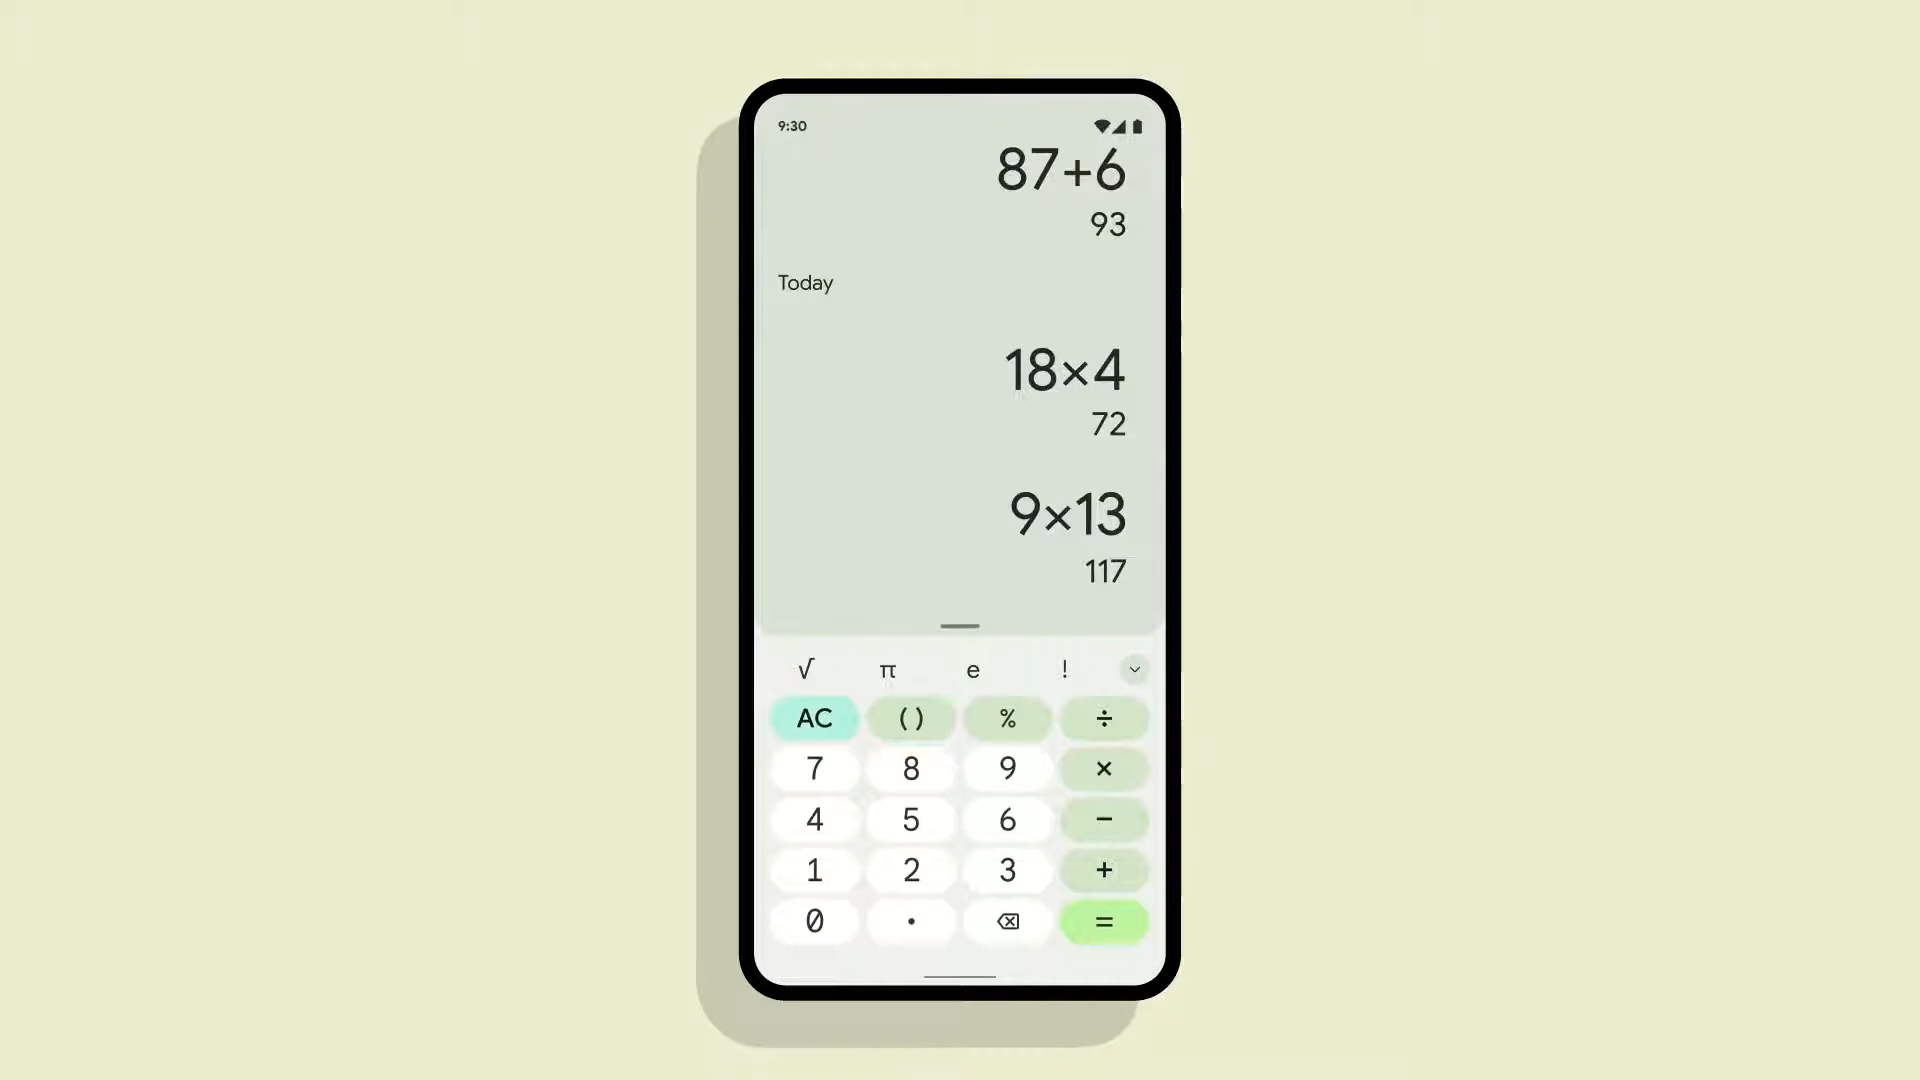 9:30
87+6
93
Today
18×4
72
9×13
117
√ π e !
AC ( ) % ÷
7 8 9 ×
4 5 6 −
1 2 3 +
0 . =